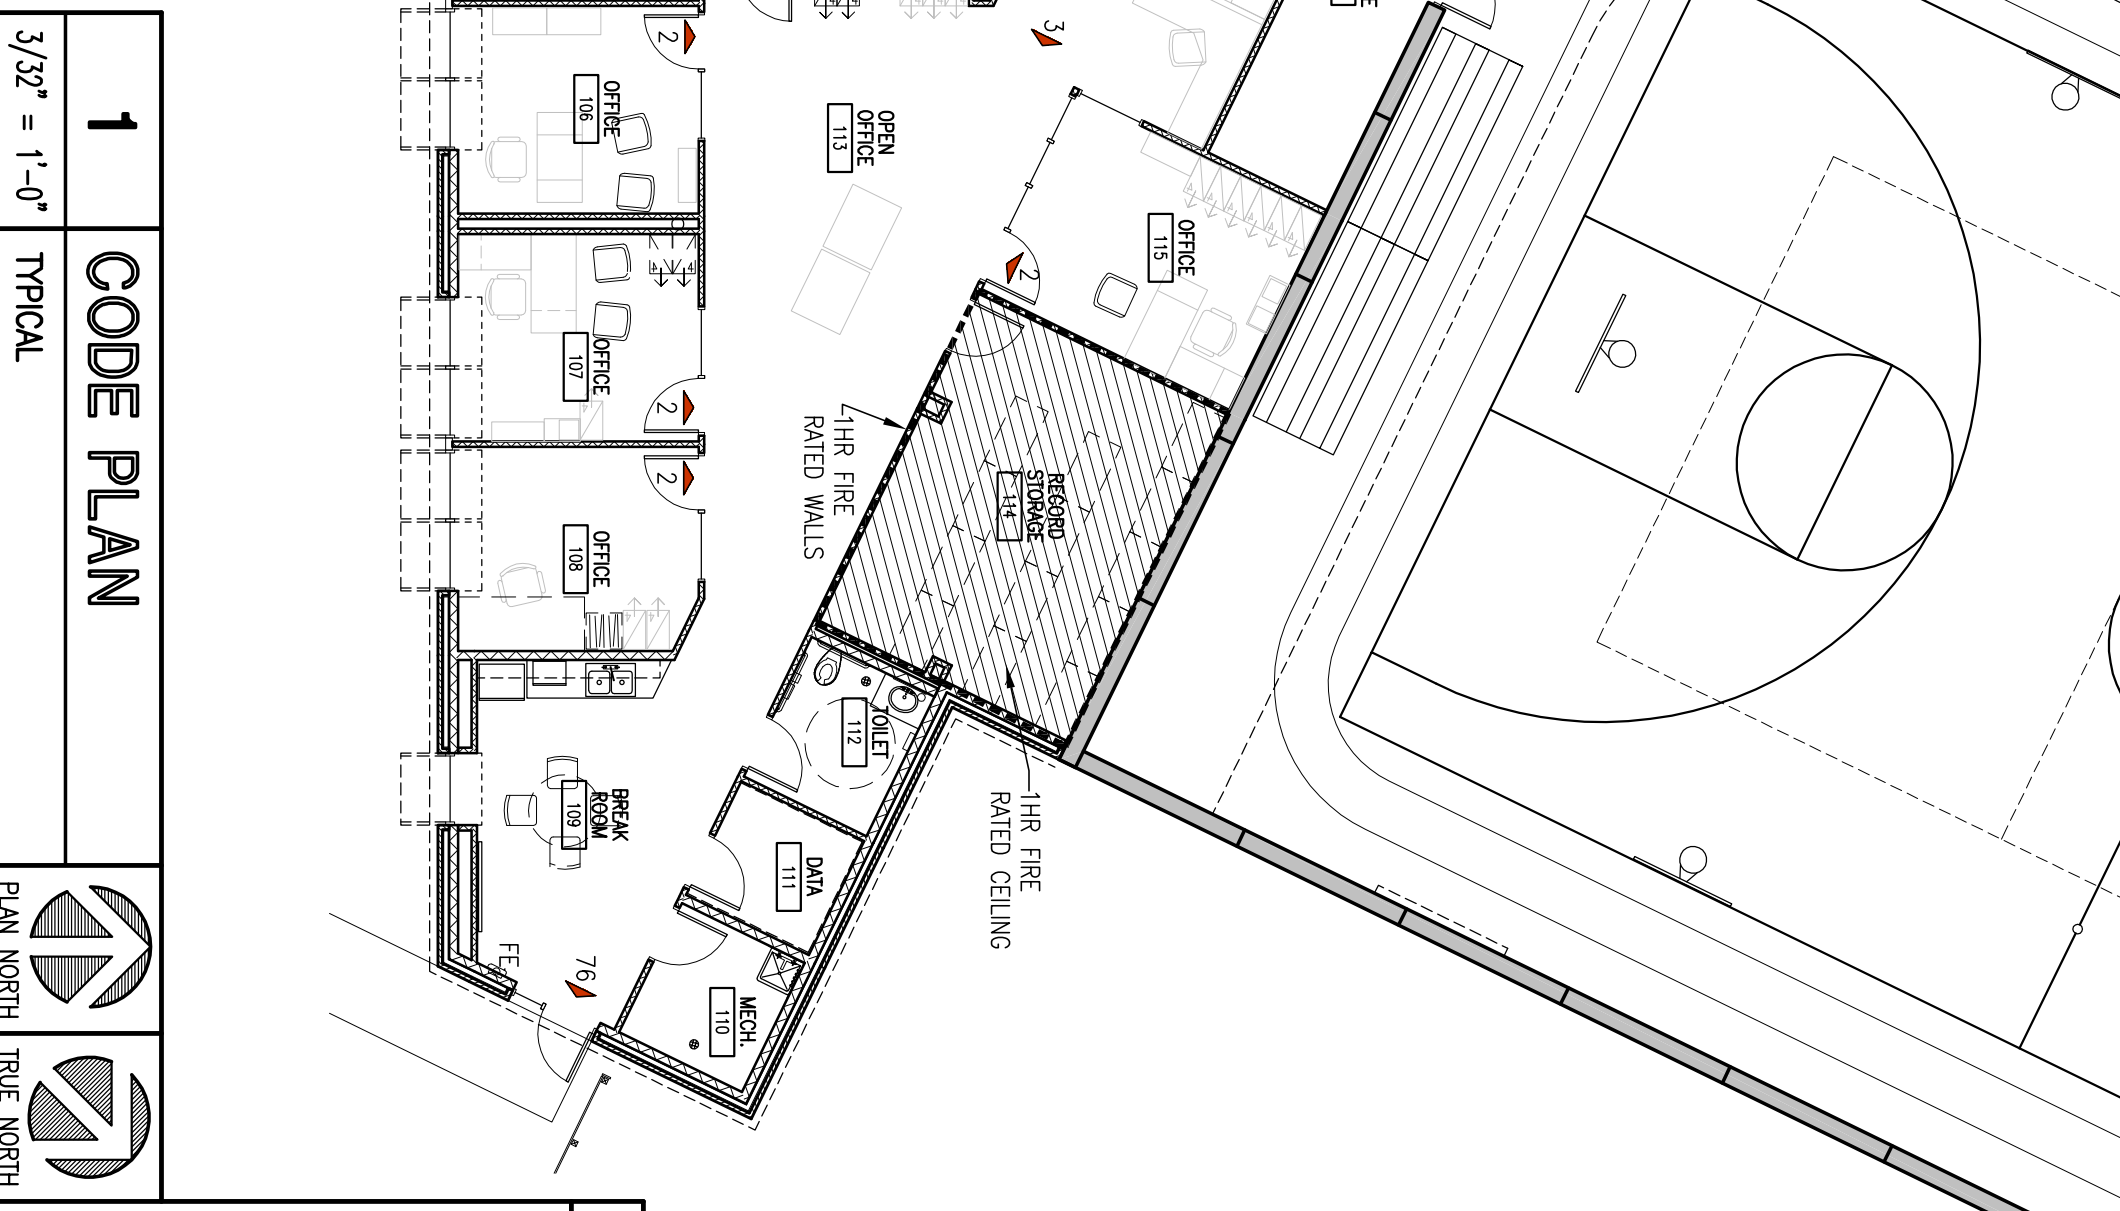 1
3/32" = 1'-0"
CODE PLAN
TYPICAL
PLAN NORTH
TRUE NORTH
2
OFFICE
106
OPEN
OFFICE
113
3
OFFICE
115
2
OFFICE
107
2
2
OFFICE
108
1HR FIRE
RATED WALLS
RECORD
STORAGE
114
TOILET
112
1HR FIRE
RATED CEILING
BREAK
ROOM
109
DATA
111
FE
76
MECH.
110